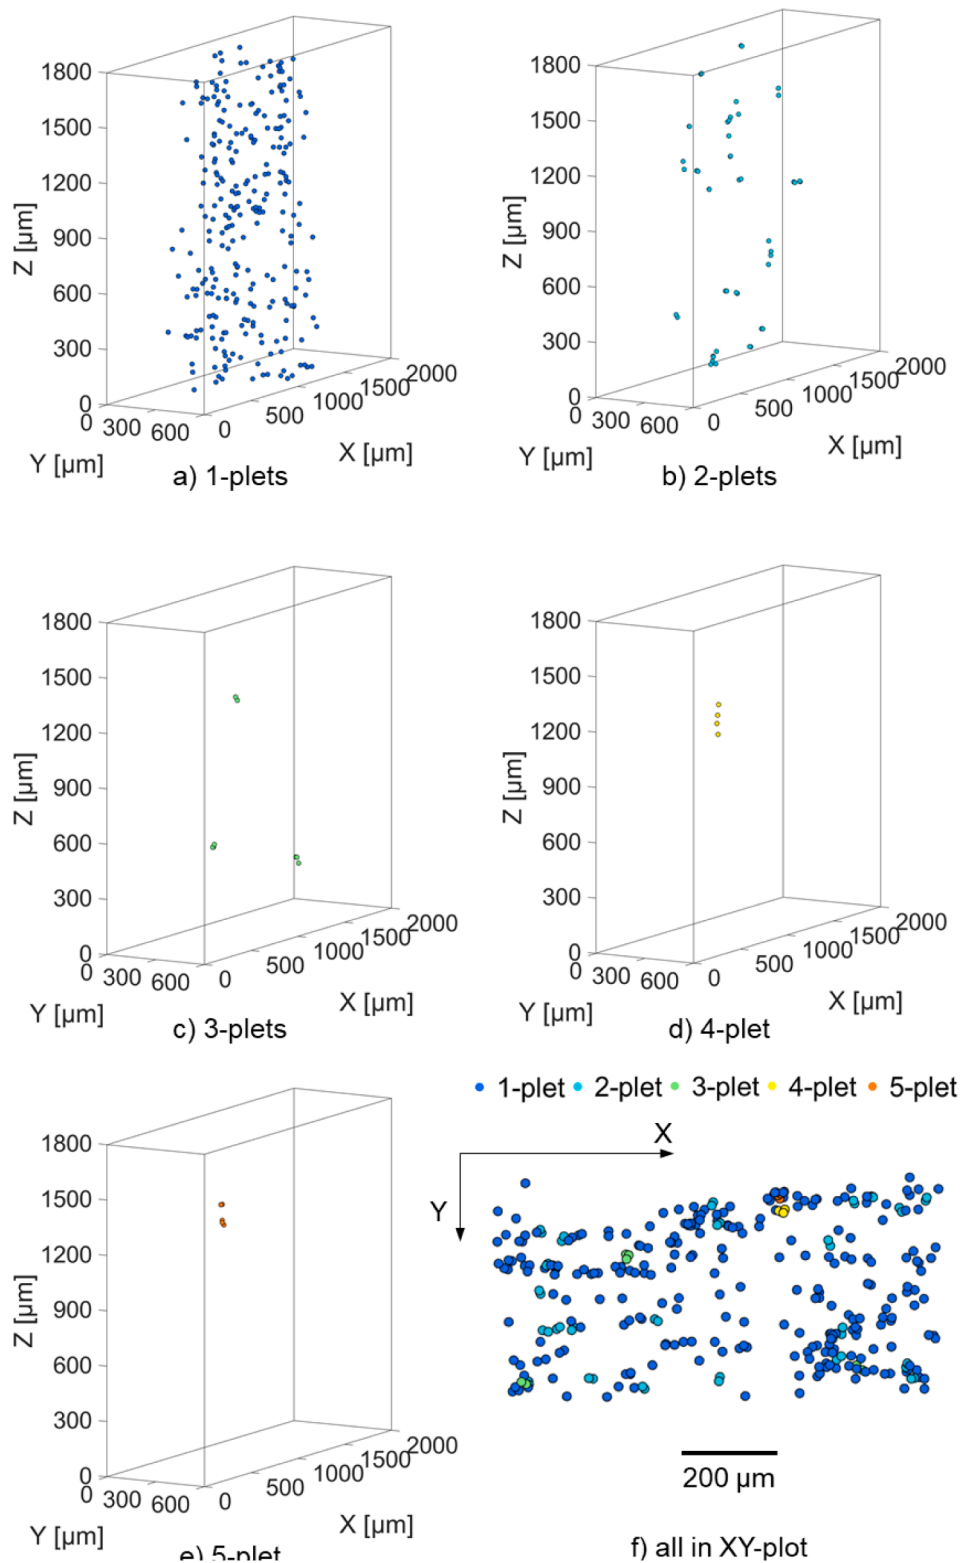 1800
1500
1200
900
600
300
0
Z [µm]
0 300 600
Y [µm]
0 500 1000 1500 2000
X [µm]
a) 1-plets
1800
1500
1200
900
600
300
0
Z [µm]
0 300 600
Y [µm]
0 500 1000 1500 2000
X [µm]
b) 2-plets
1800
1500
1200
900
600
300
0
Z [µm]
0 300 600
Y [µm]
0 500 1000 1500 2000
X [µm]
c) 3-plets
1800
1500
1200
900
600
300
0
Z [µm]
0 300 600
Y [µm]
0 500 1000 1500 2000
X [µm]
d) 4-plet
1800
1500
1200
900
600
300
0
Z [µm]
0 300 600
Y [µm]
0 500 1000 1500 2000
X [µm]
e) 5-plet
1-plet 2-plet 3-plet 4-plet 5-plet
X
Y
200 µm
f) all in XY-plot